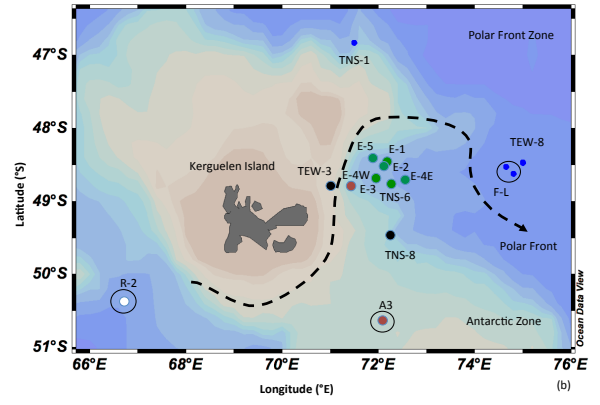 47°S
48°S
49°S
50°S
51°S
Latitude (°S)
Polar Front Zone
TNS-1
E-5
E-1
E-2
TEW-3
E-4W
E-4E
E-3
TNS-6
TEW-8
F-L
Kerguelen Island
Polar Front
TNS-8
R-2
A3
Antarctic Zone
Ocean Data View
66°E
68°E
70°E
72°E
74°E
76°E
Longitude (°E)
(b)